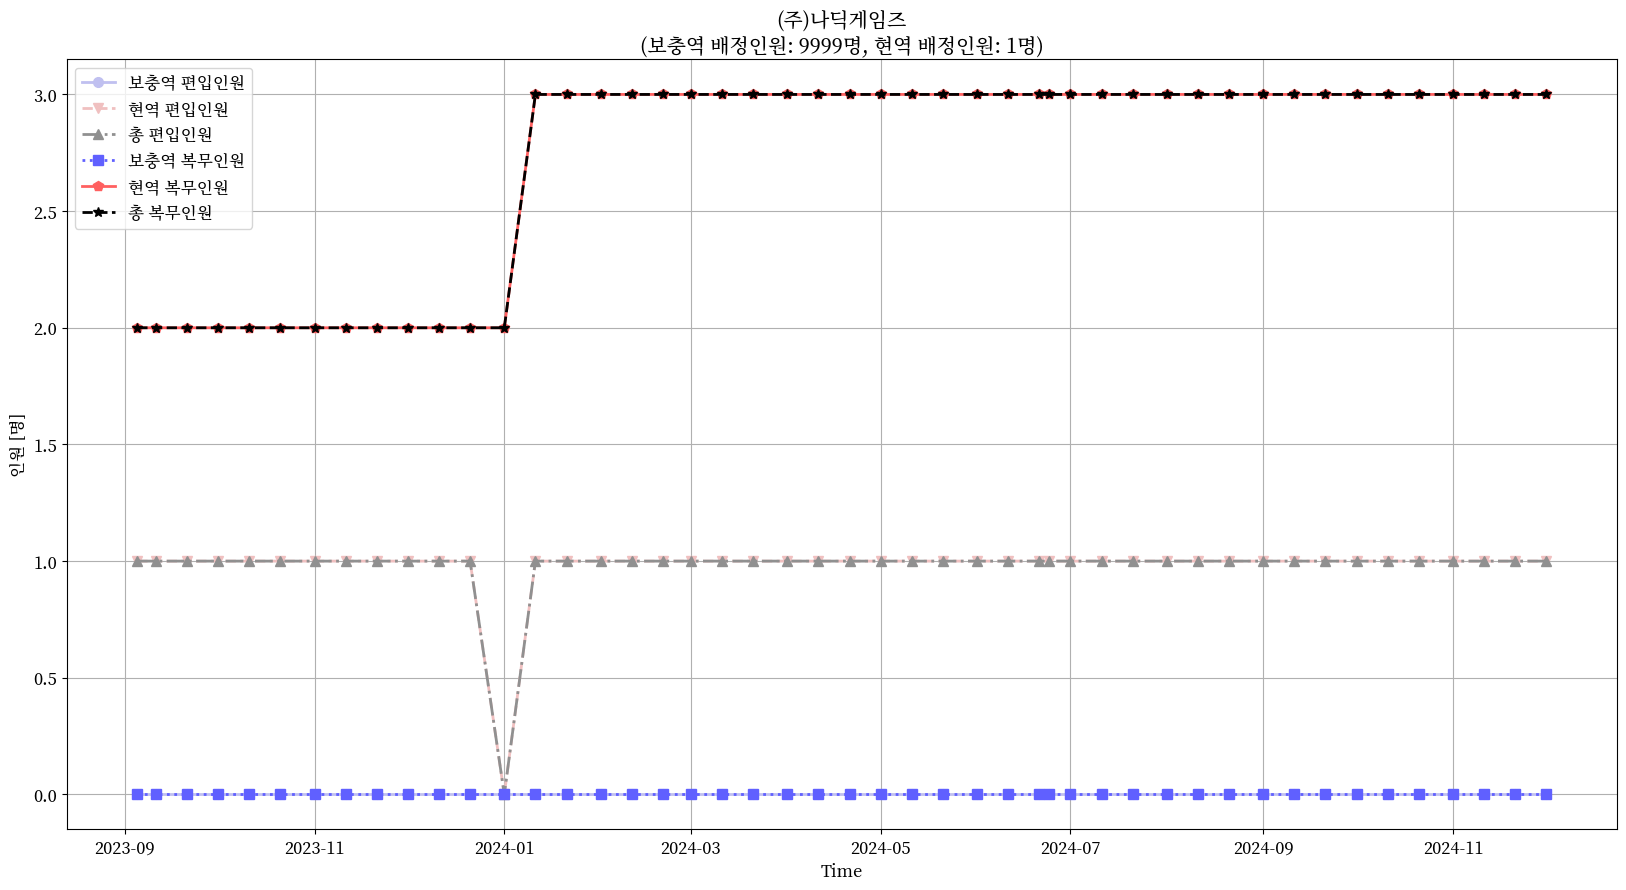 (주)나딕게임즈
(보충역 배정인원: 9999명, 현역 배정인원: 1명)
보충역 편입인원
현역 편입인원
총 편입인원
보충역 복무인원
현역 복무인원
총 복무인원
3.0
2.5
2.0
1.5
1.0
0.5
0.0
인원 [명]
2023-09 2023-11 2024-01 2024-03 2024-05 2024-07 2024-09 2024-11
Time